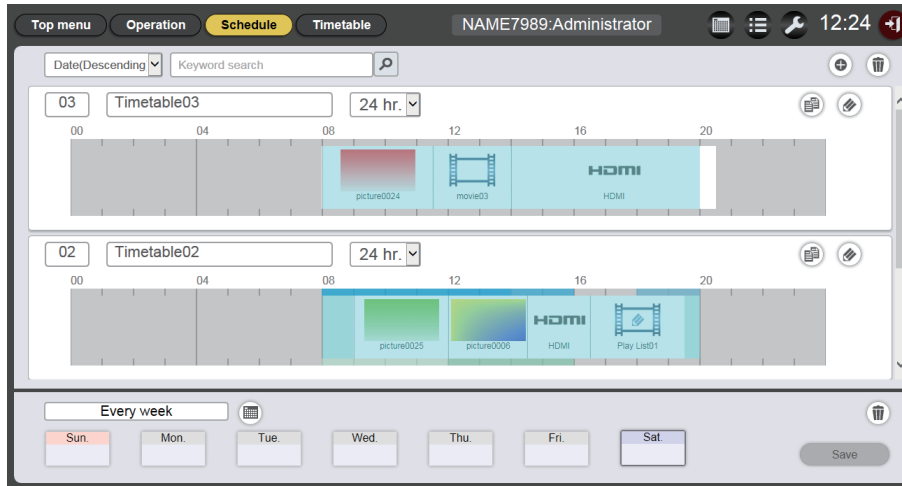 Top menu Operation Schedule Timetable NAME7989:Administrator 12:24
Date(Descending Keyword search
03 Timetable03 24 hr.
00 04 08 12 16 20
HDMI
picture0024 movie03 HDMI
02 Timetable02 24 hr.
00 04 08 12 16 20
HDMI
picture0025 picture0006 HDMI Play List01
Every week
Sun. Mon. Tue. Wed. Thu. Fri. Sat.
Save